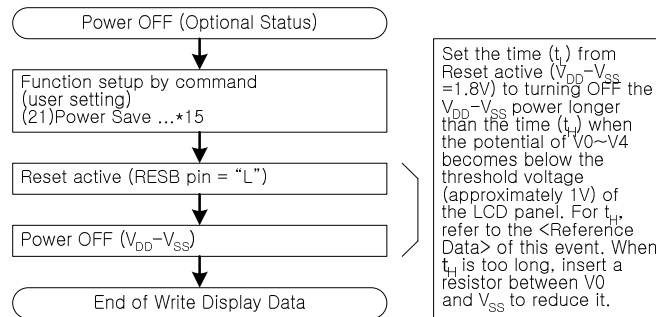 Power OFF (Optional Status)
Function setup by command
(user setting)
(21)Power Save ...*15
Reset active (RESB pin = “L”)
Power OFF (VDD-VSS)
End of Write Display Data
Set the time (tL) from
Reset active (VDD-VSS
=1.8V) to turning OFF the
VDD-VSS power longer
than the time (tH) when
the potential of V0~V4
becomes below the
threshold voltage
(approximately 1V) of
the LCD panel. For tH,
refer to the <Reference
Data> of this event. When
tH is too long, insert a
resistor between V0
and VSS to reduce it.